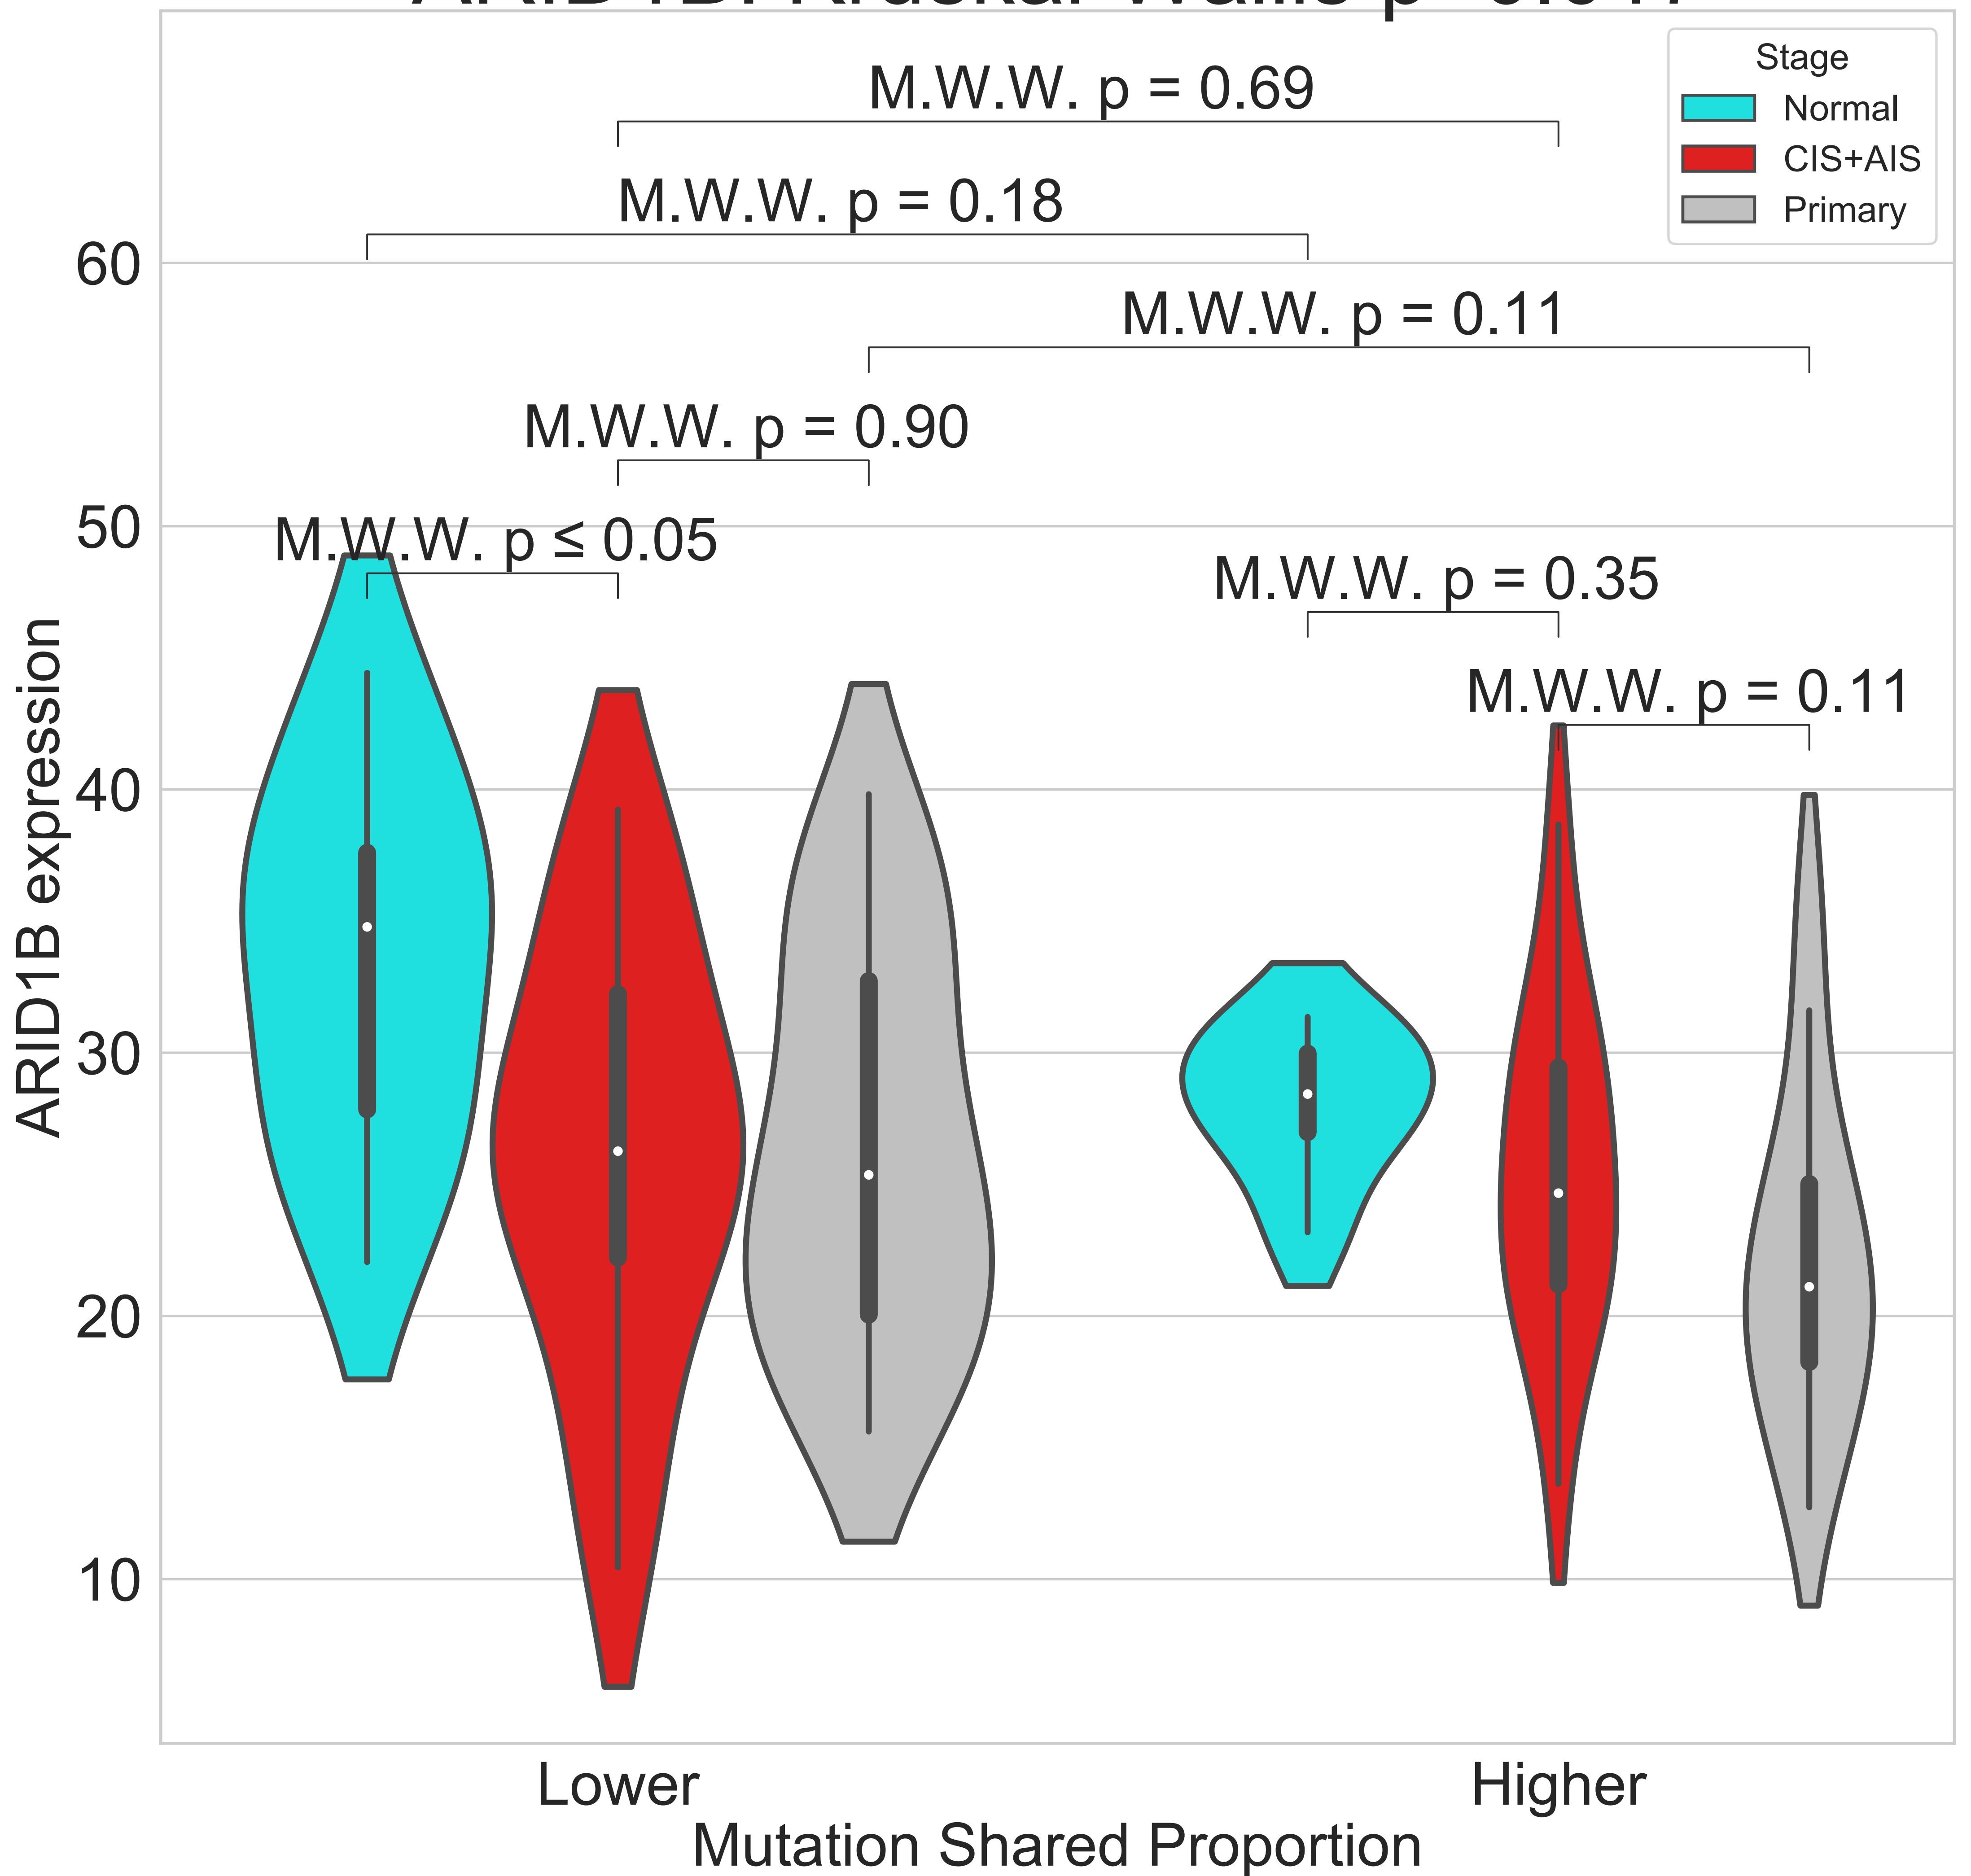 Stage
Normal
CIS+AIS
Primary
M.W.W. p = 0.69
M.W.W. p = 0.18
M.W.W. p = 0.11
M.W.W. p = 0.90
M.W.W. p ≤ 0.05
M.W.W. p = 0.35
M.W.W. p = 0.11
60
50
40
30
20
10
ARID1B expression
Lower
Higher
Mutation Shared Proportion